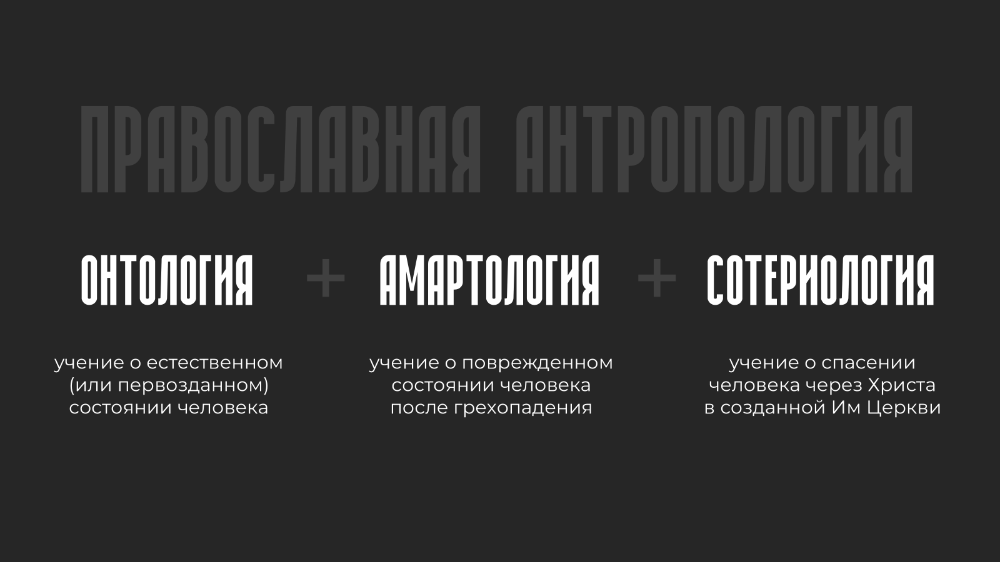 ПРАВОСЛАВНАЯ АНТРОПОЛОГИЯ
ОНТОЛОГИЯ + АМАРТОЛОГИЯ + СОТЕРИОЛОГИЯ
учение о естественном
(или первозданном)
состоянии человека
учение о поврежденном
состоянии человека
после грехопадения
учение о спасении
человека через Христа
в созданной Им Церкви